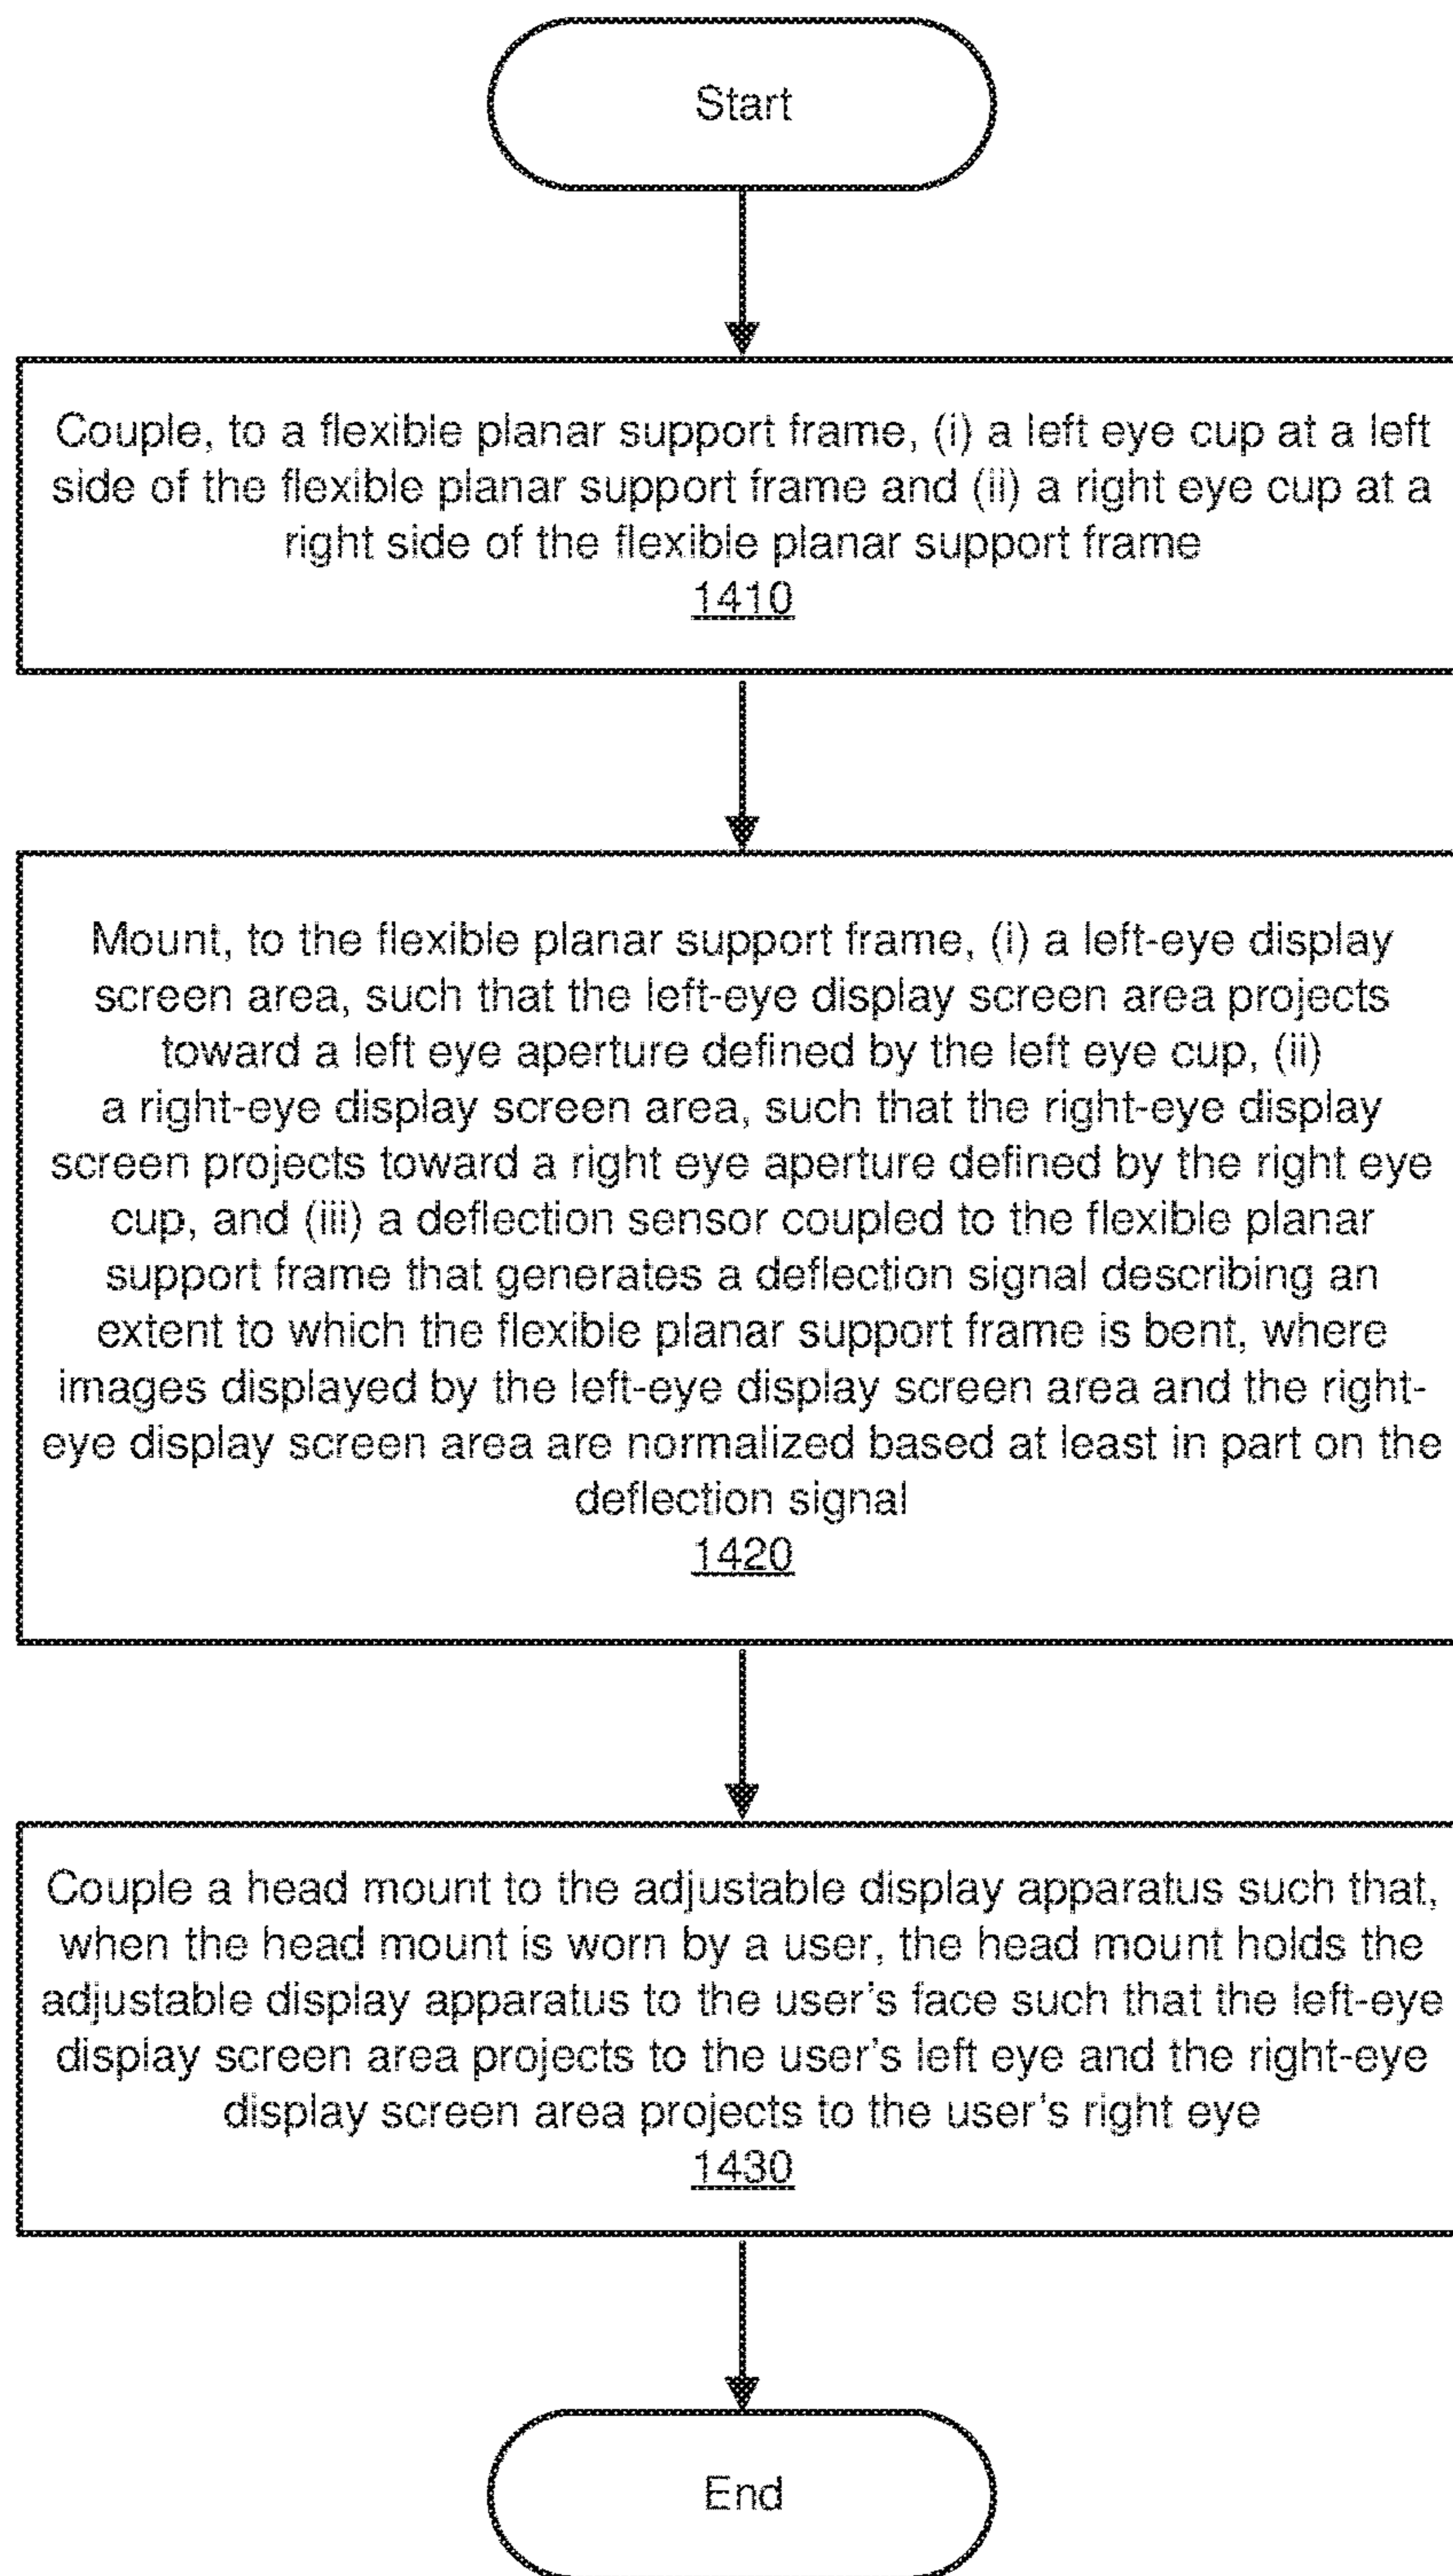 Start
Couple, to a flexible planar support frame, (i) a left eye cup at a left
side of the flexible planar support frame and (ii) a right eye cup at a
right side of the flexible planar support frame
1410
Mount, to the flexible planar support frame, (i) a left-eye display
screen area, such that the left-eye display screen area projects
toward a left eye aperture defined by the left eye cup, (ii)
a right-eye display screen area, such that the right-eye display
screen projects toward a right eye aperture defined by the right eye
cup, and (iii) a deflection sensor coupled to the flexible planar
support frame that generates a deflection signal describing an
extent to which the flexible planar support frame is bent, where
images displayed by the left-eye display screen area and the right-
eye display screen area are normalized based at least in part on the
deflection signal
1420
Couple a head mount to the adjustable display apparatus such that,
when the head mount is worn by a user, the head mount holds the
adjustable display apparatus to the user's face such that the left-eye
display screen area projects to the user's left eye and the right-eye
display screen area projects to the user's right eye
1430
End